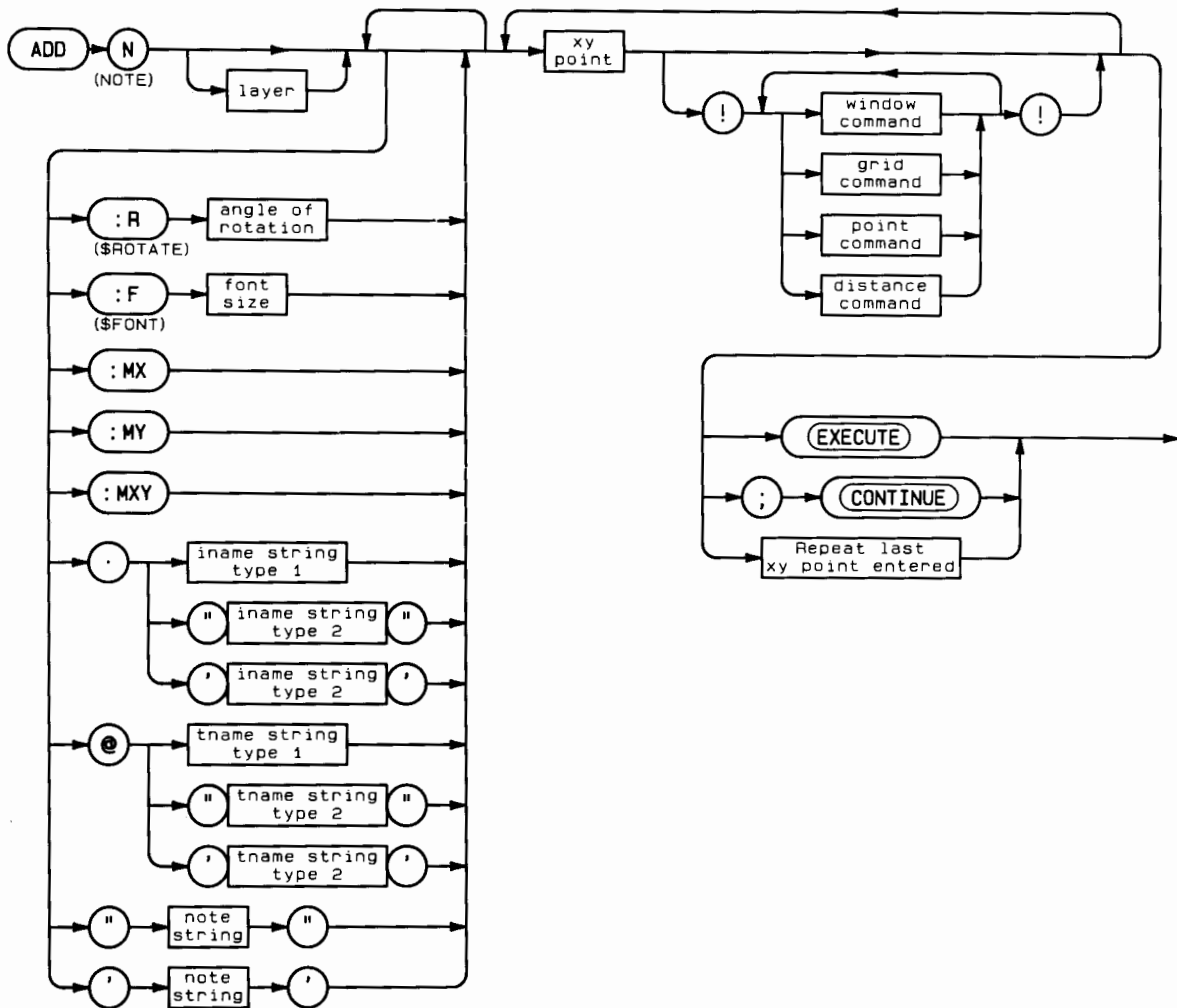 ADD N
(NOTE)
layer
xy
point
! window
command !
grid
command
point
command
distance
command
:R angle of
rotation
($ROTATE)
:F font
size
($FONT)
:MX
:MY
:MXY
. iname string
type 1
" iname string
type 2 "
' iname string
type 2 '
@ tname string
type 1
" tname string
type 2 "
' tname string
type 2 '
" note
string "
' note
string '
EXECUTE
; CONTINUE
Repeat last
xy point entered